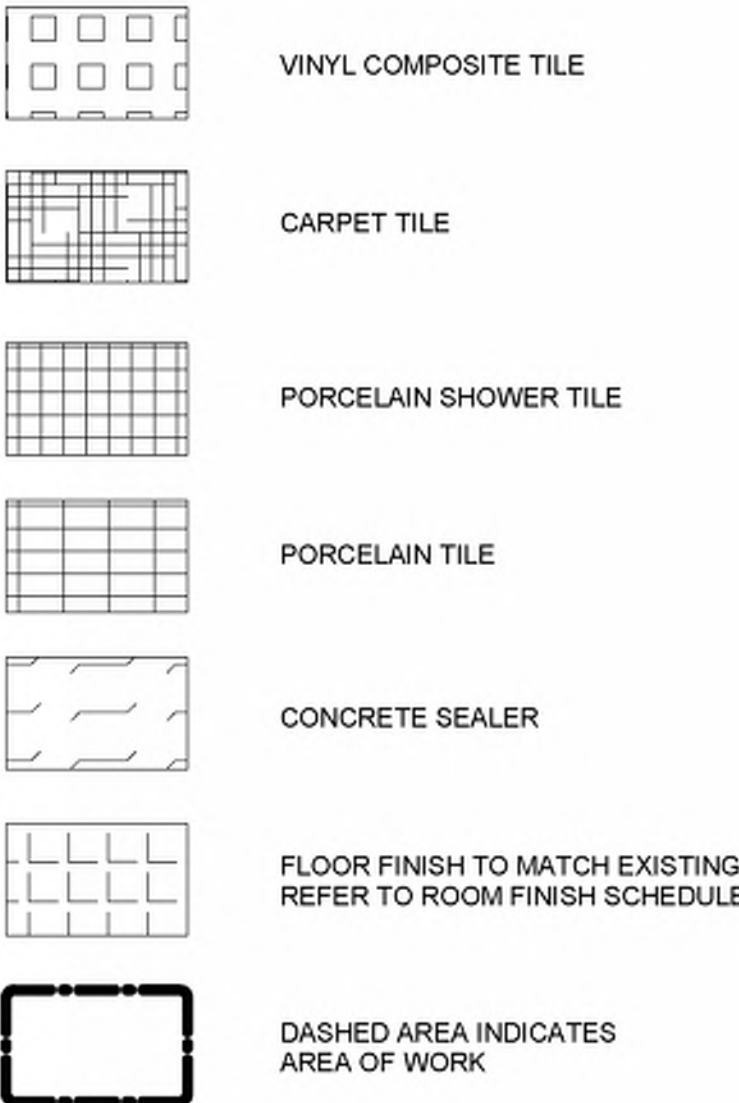 VINYL COMPOSITE TILE
CARPET TILE
PORCELAIN SHOWER TILE
PORCELAIN TILE
CONCRETE SEALER
FLOOR FINISH TO MATCH EXISTING
REFER TO ROOM FINISH SCHEDULE
DASHED AREA INDICATES
AREA OF WORK